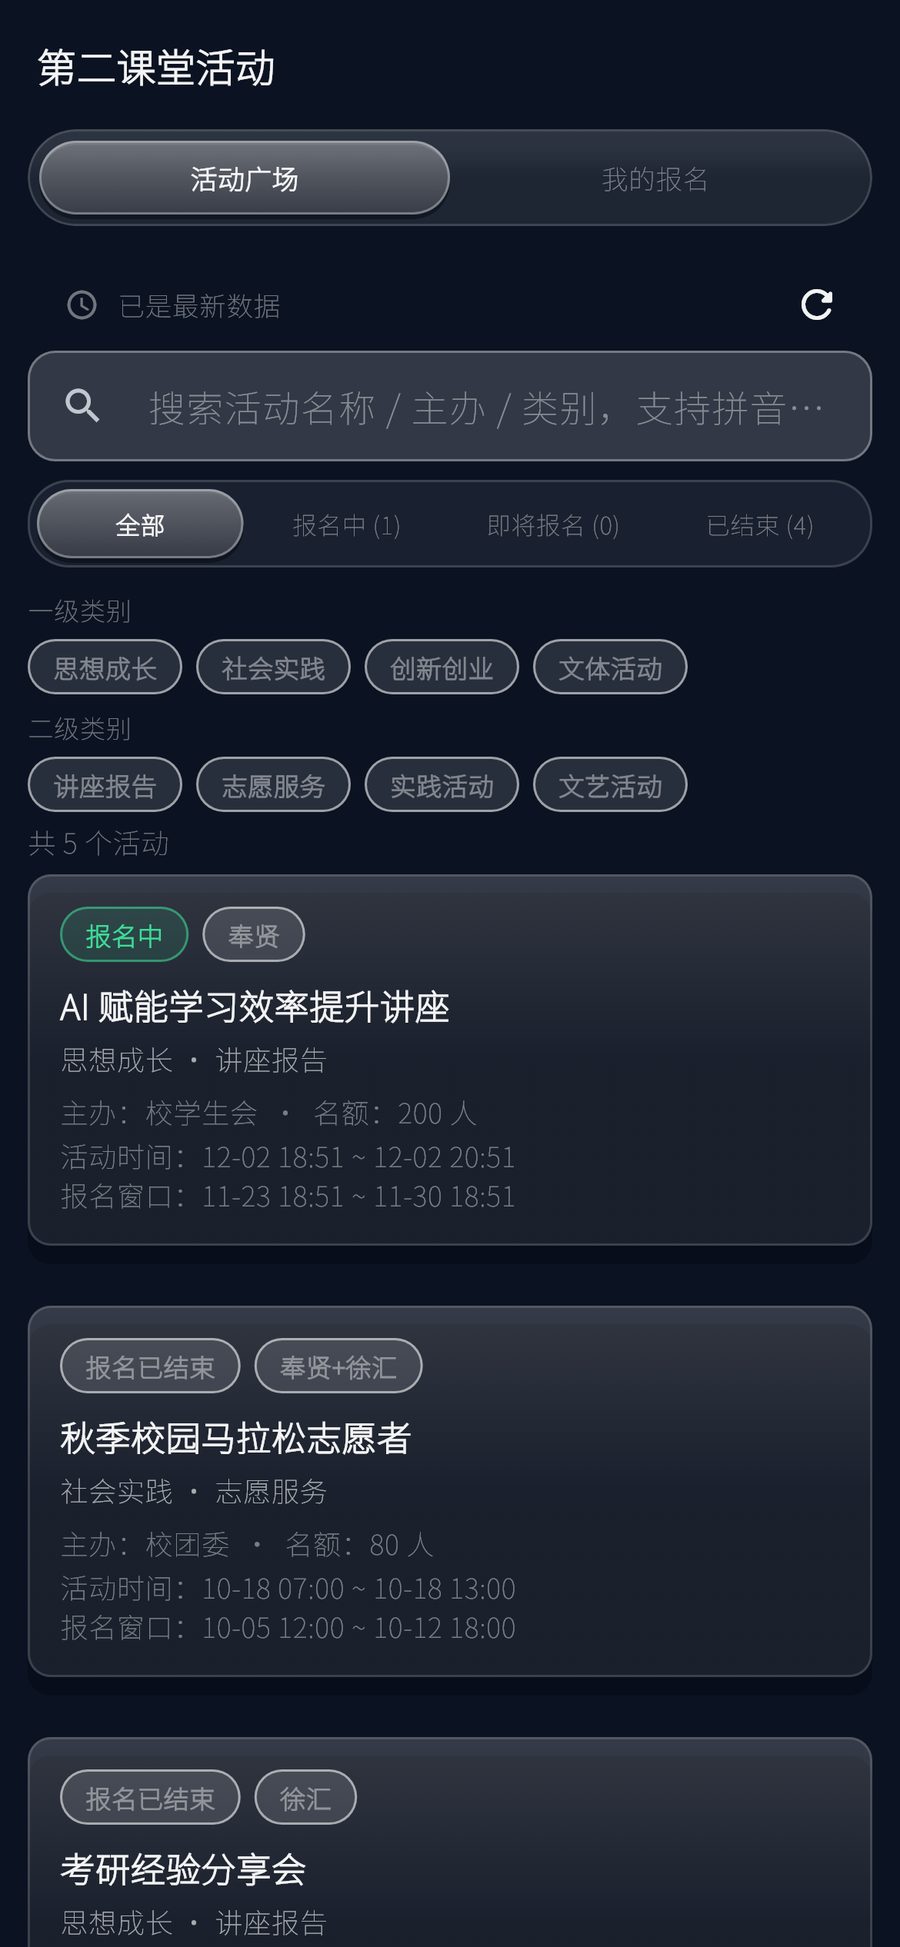 第二课堂活动
活动广场 我的报名
已是最新数据
搜索活动名称 / 主办 / 类别，支持拼音…
全部 报名中 (1) 即将报名 (0) 已结束 (4)
一级类别
思想成长 社会实践 创新创业 文体活动
二级类别
讲座报告 志愿服务 实践活动 文艺活动
共 5 个活动
报名中 奉贤
AI 赋能学习效率提升讲座
思想成长 · 讲座报告
主办：校学生会 · 名额：200 人
活动时间：12-02 18:51 ~ 12-02 20:51
报名窗口：11-23 18:51 ~ 11-30 18:51
报名已结束 奉贤+徐汇
秋季校园马拉松志愿者
社会实践 · 志愿服务
主办：校团委 · 名额：80 人
活动时间：10-18 07:00 ~ 10-18 13:00
报名窗口：10-05 12:00 ~ 10-12 18:00
报名已结束 徐汇
考研经验分享会
思想成长 · 讲座报告